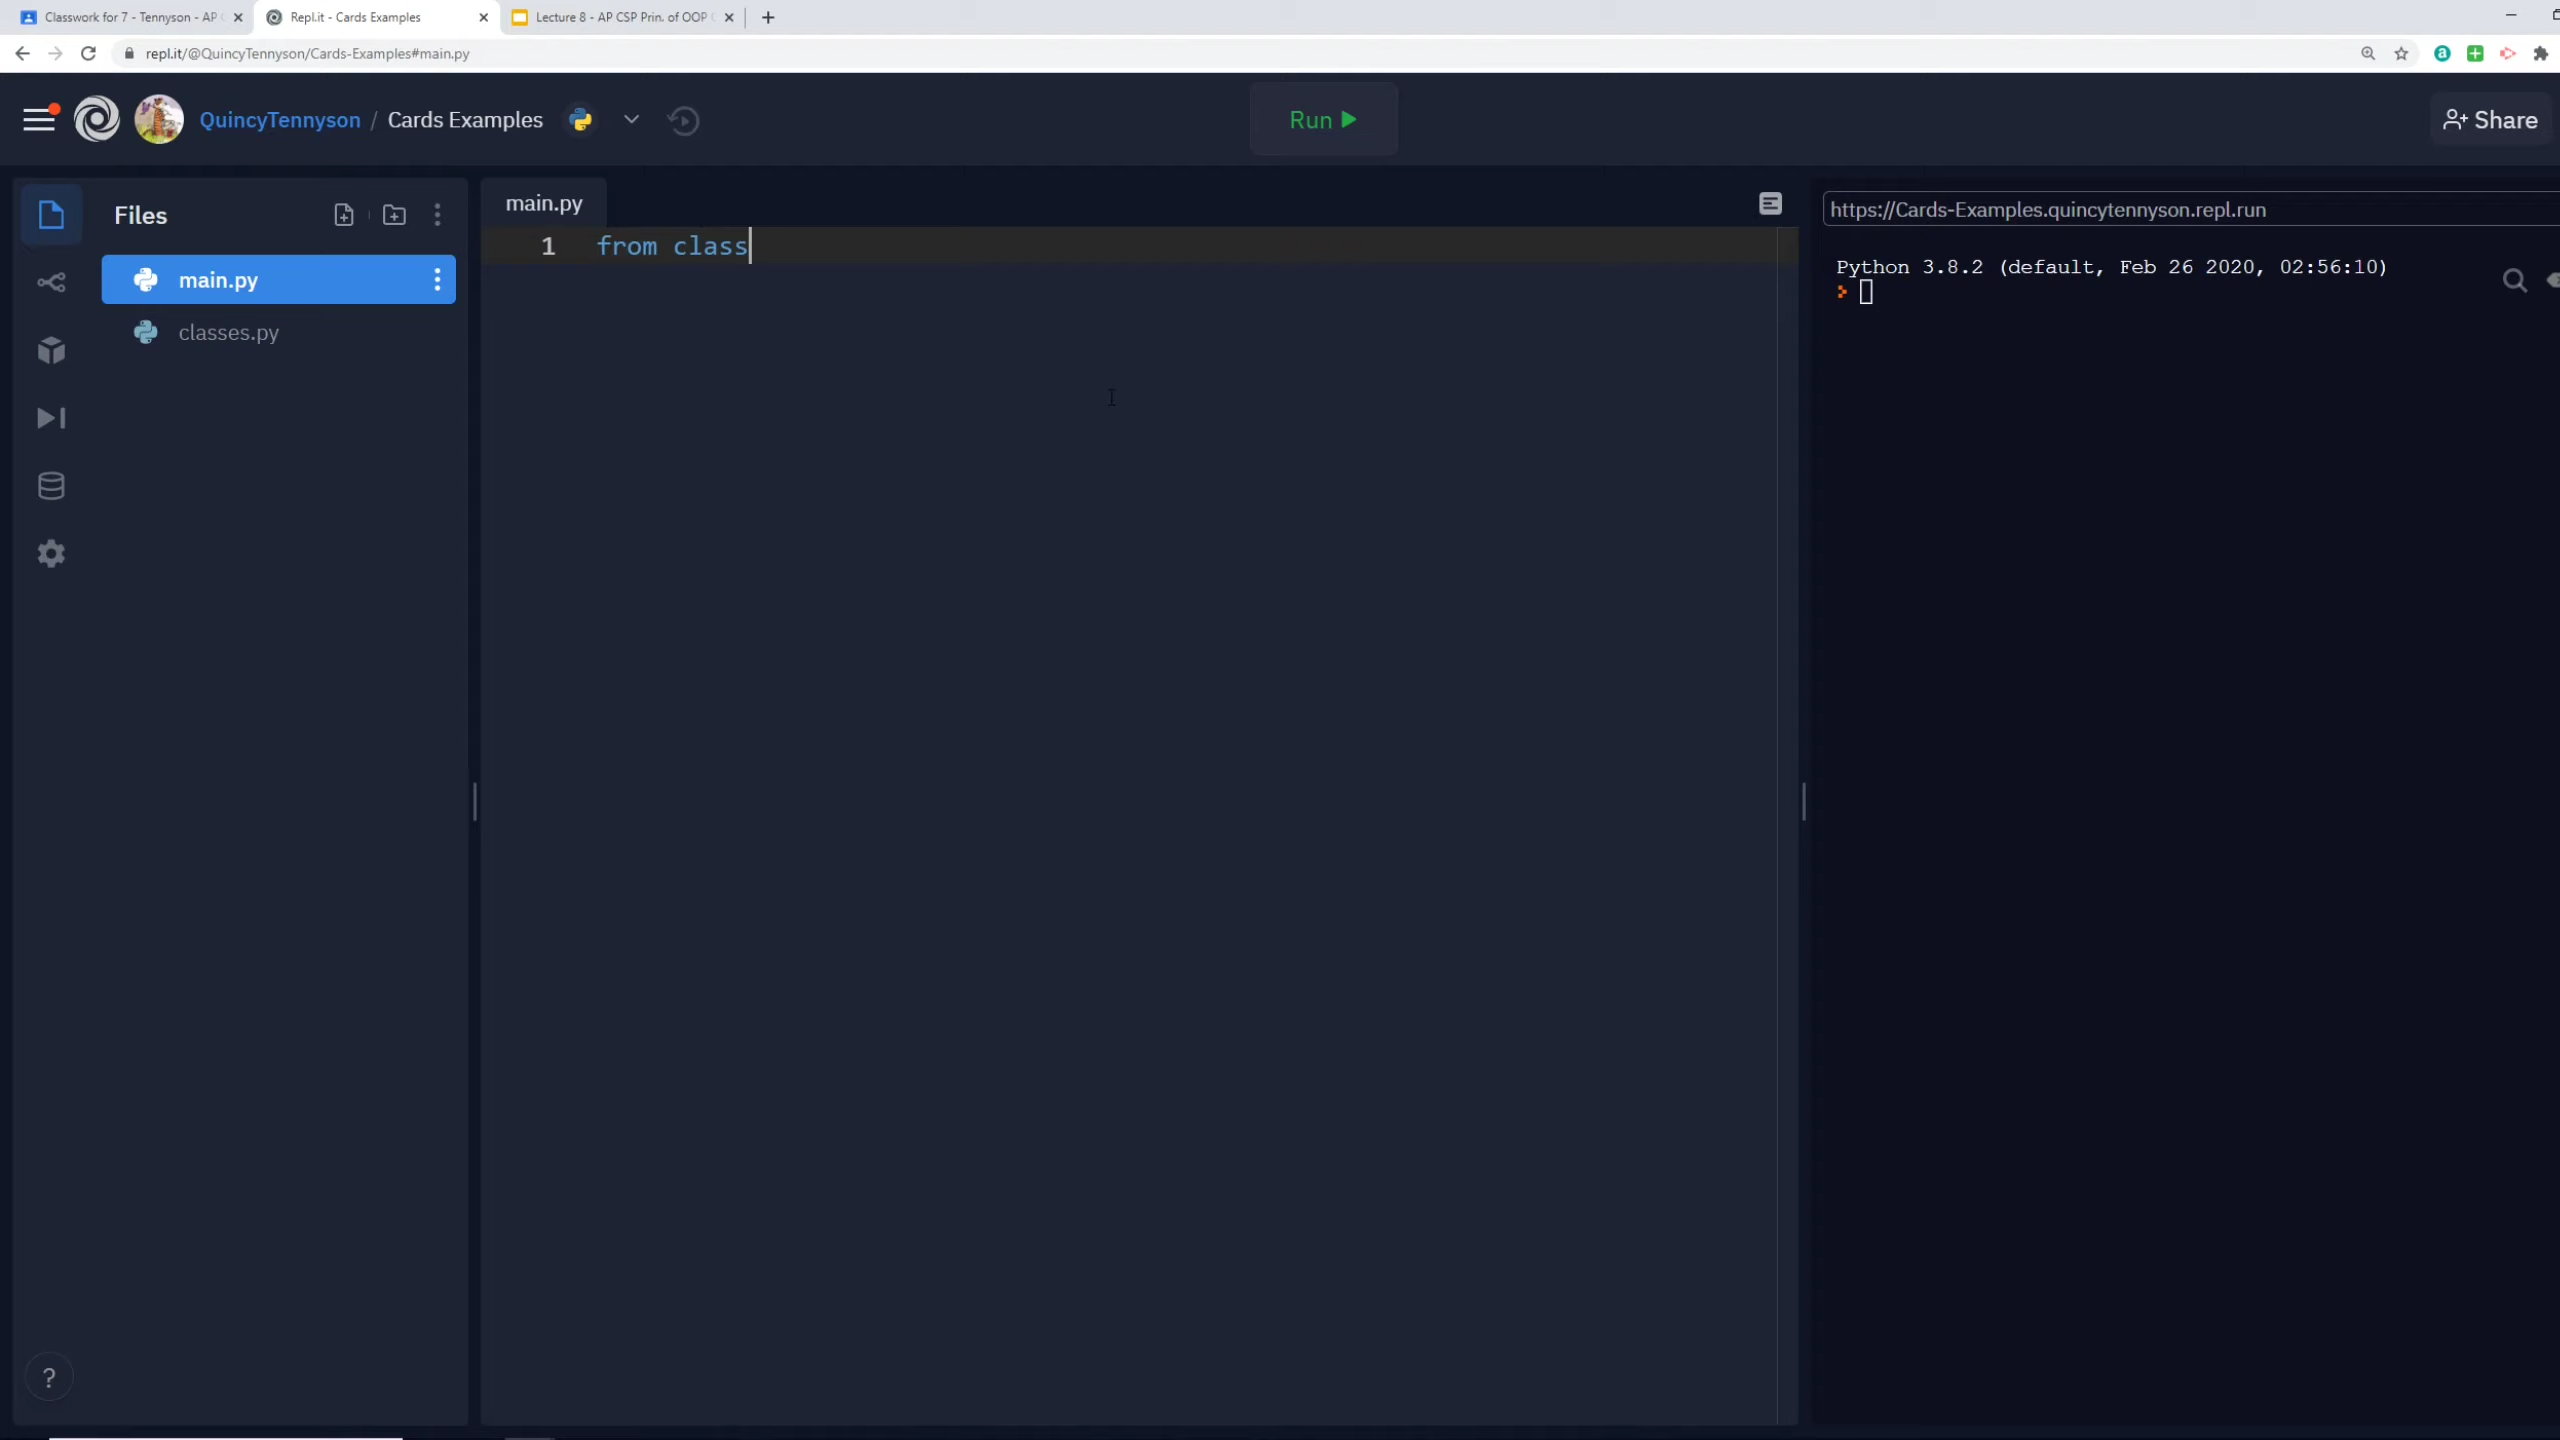 Classwork for 7 - Tennyson - AP
Repl.it - Cards Examples
Lecture 8 - AP CSP Prin. of OOP
repl.it/@QuincyTennyson/Cards-Examples#main.py
QuincyTennyson / Cards Examples
Run
Share
Files
main.py
classes.py
main.py
1 from class
https://Cards-Examples.quincytennyson.repl.run
Python 3.8.2 (default, Feb 26 2020, 02:56:10)
?